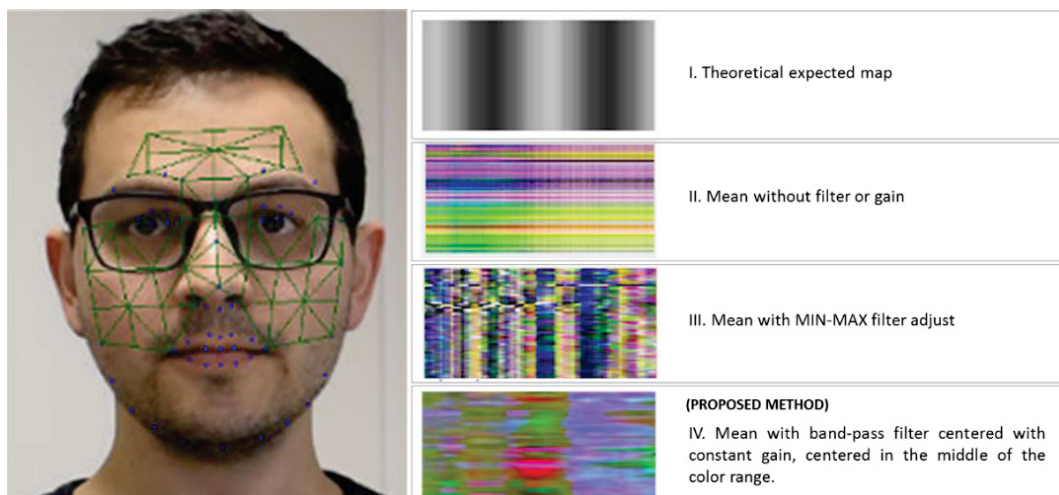 I. Theoretical expected map
II. Mean without filter or gain
III. Mean with MIN-MAX filter adjust
(PROPOSED METHOD)
IV. Mean with band-pass filter centered with
constant gain, centered in the middle of the
color range.